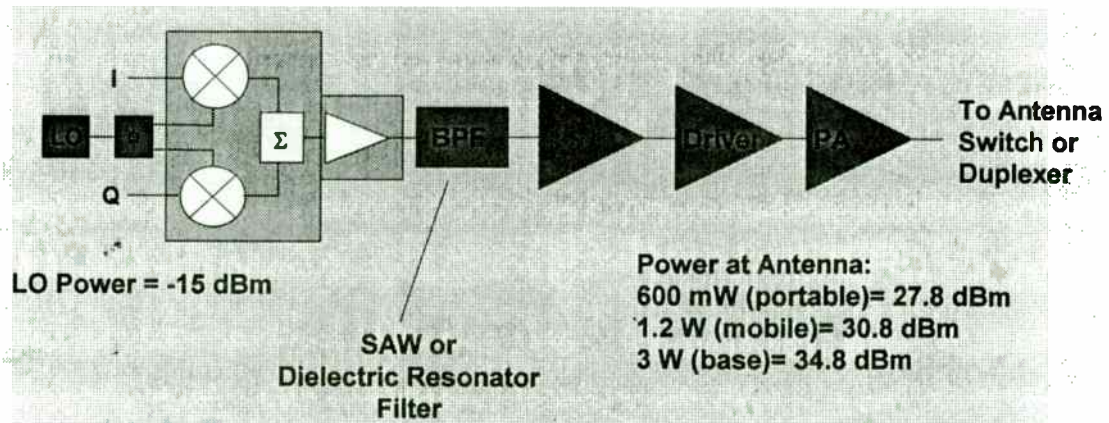 I
LO
Σ
BPF
Driver
PA
Q
To Antenna
Switch or
Duplexer
LO Power = -15 dBm
SAW or
Dielectric Resonator
Filter
Power at Antenna:
600 mW (portable)= 27.8 dBm
1.2 W (mobile)= 30.8 dBm
3 W (base)= 34.8 dBm